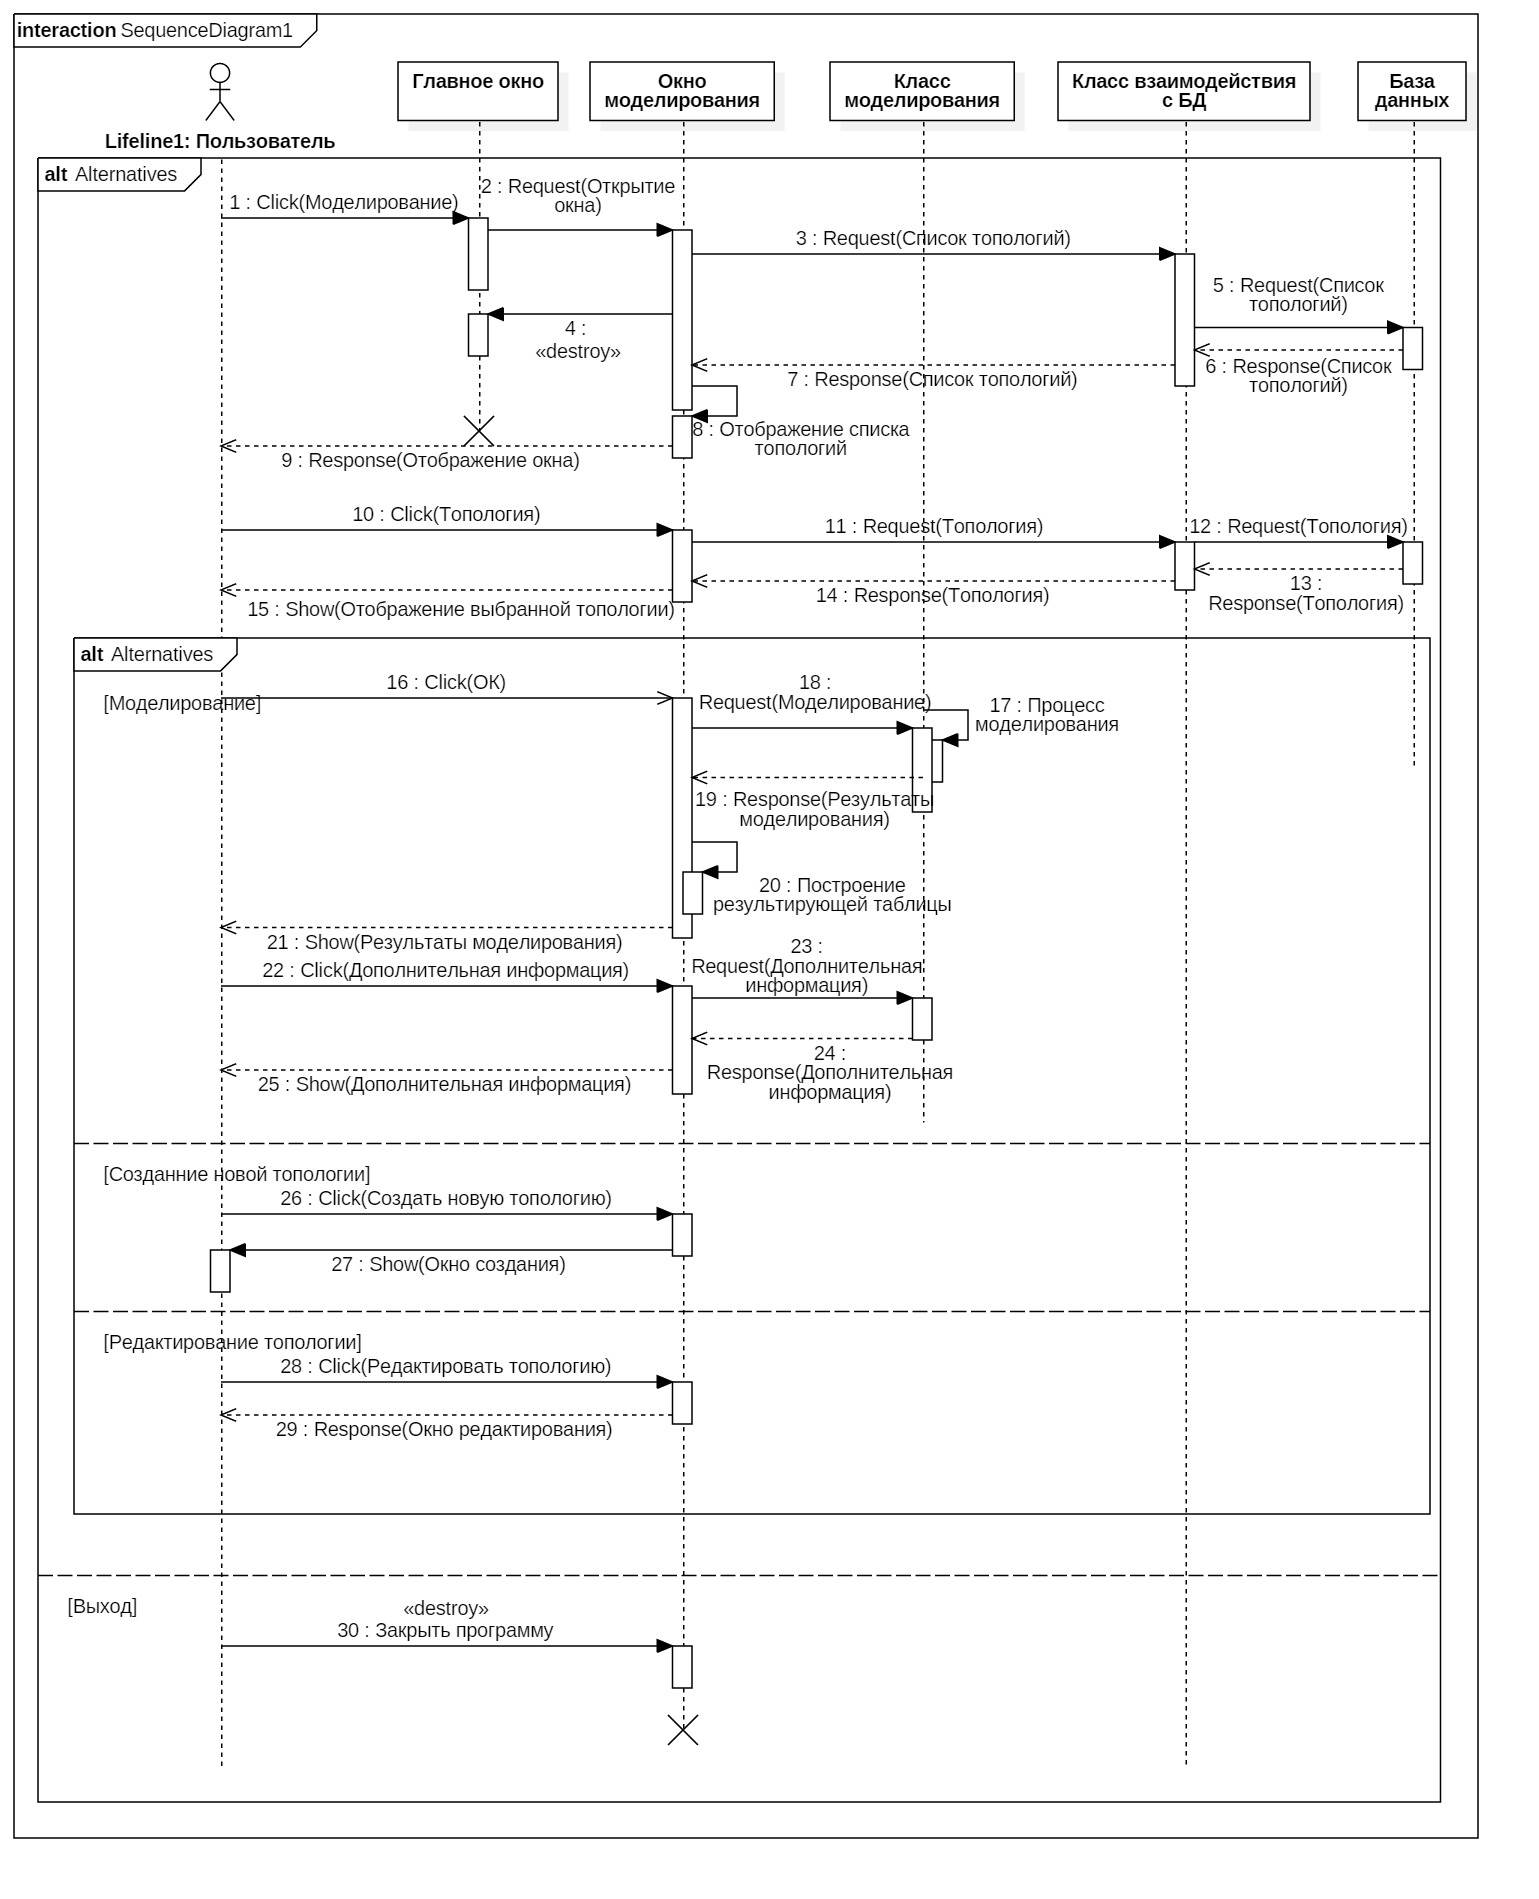 interaction SequenceDiagram1
Главное окно
Окно
моделирования
Класс
моделирования
Класс взаимодействия
с БД
База
данных
Lifeline1: Пользователь
alt Alternatives
1 : Click(Моделирование)
2 : Request(Открытие
окна)
3 : Request(Список топологий)
5 : Request(Список
топологий)
4 :
«destroy»
6 : Response(Список
топологий)
7 : Response(Список топологий)
8 : Отображение списка
топологий
9 : Response(Отображение окна)
10 : Click(Топология)
11 : Request(Топология)
12 : Request(Топология)
13 :
Response(Топология)
14 : Response(Топология)
15 : Show(Отображение выбранной топологии)
alt Alternatives
[Моделирование]
16 : Click(ОК)
18 :
Request(Моделирование)
17 : Процесс
моделирования
19 : Response(Результаты
моделирования)
20 : Построение
результирующей таблицы
21 : Show(Результаты моделирования)
22 : Click(Дополнительная информация)
23 :
Request(Дополнительная
информация)
24 :
Response(Дополнительная
информация)
25 : Show(Дополнительная информация)
[Созданние новой топологии]
26 : Click(Создать новую топологию)
27 : Show(Окно создания)
[Редактирование топологии]
28 : Click(Редактировать топологию)
29 : Response(Окно редактирования)
[Выход]
«destroy»
30 : Закрыть программу